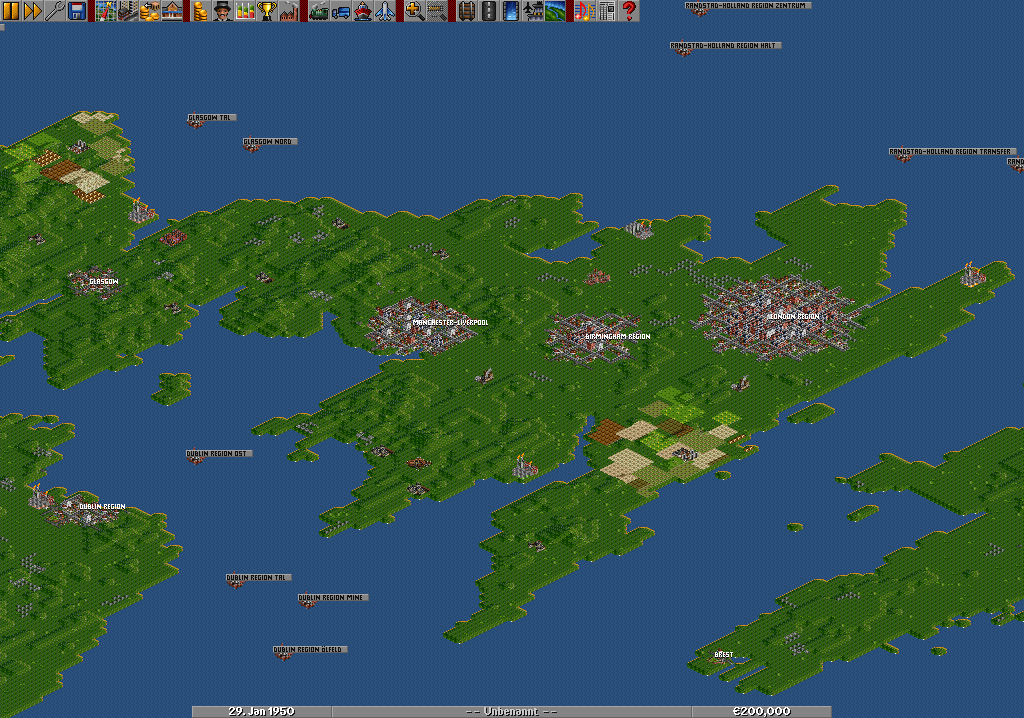 RANDSTAD-HOLLAND REGION ZENTRUM
RANDSTAD-HOLLAND REGION HALT
GLASGOW TAL
GLASGOW NORD
RANDSTAD-HOLLAND REGION TRANSFER
RAND
GLASGOW
MANCHESTER-LIVERPOOL
LONDON REGION
BIRMINGHAM REGION
DUBLIN REGION OST
DUBLIN REGION
DUBLIN REGION TAL
DUBLIN REGION MINE
DUBLIN REGION ÖLFELD
BREST
29. Jan 1950
-- Unbenannt --
€200,000